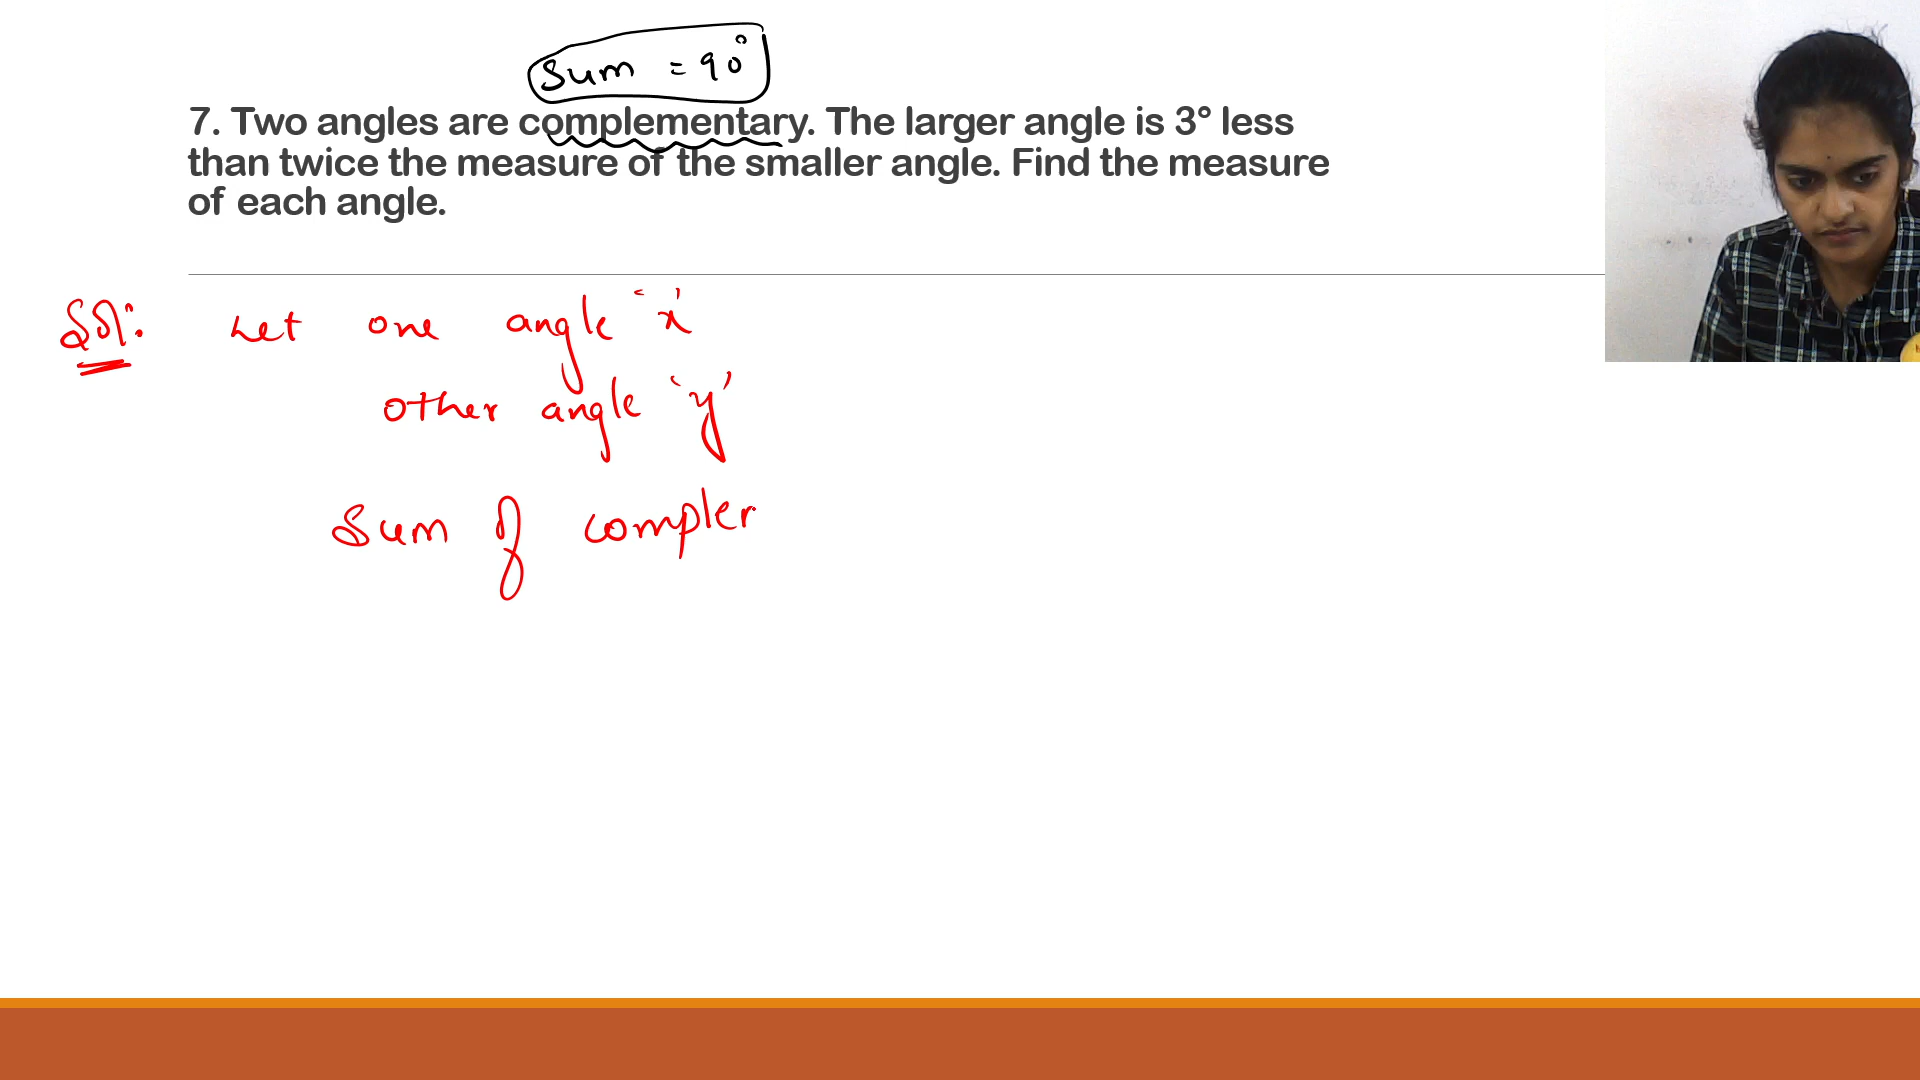 Sum = 90°
7. Two angles are complementary. The larger angle is 3° less
than twice the measure of the smaller angle. Find the measure
of each angle.
Sol:
Let one angle 'x'
other angle 'y'
Sum of compler